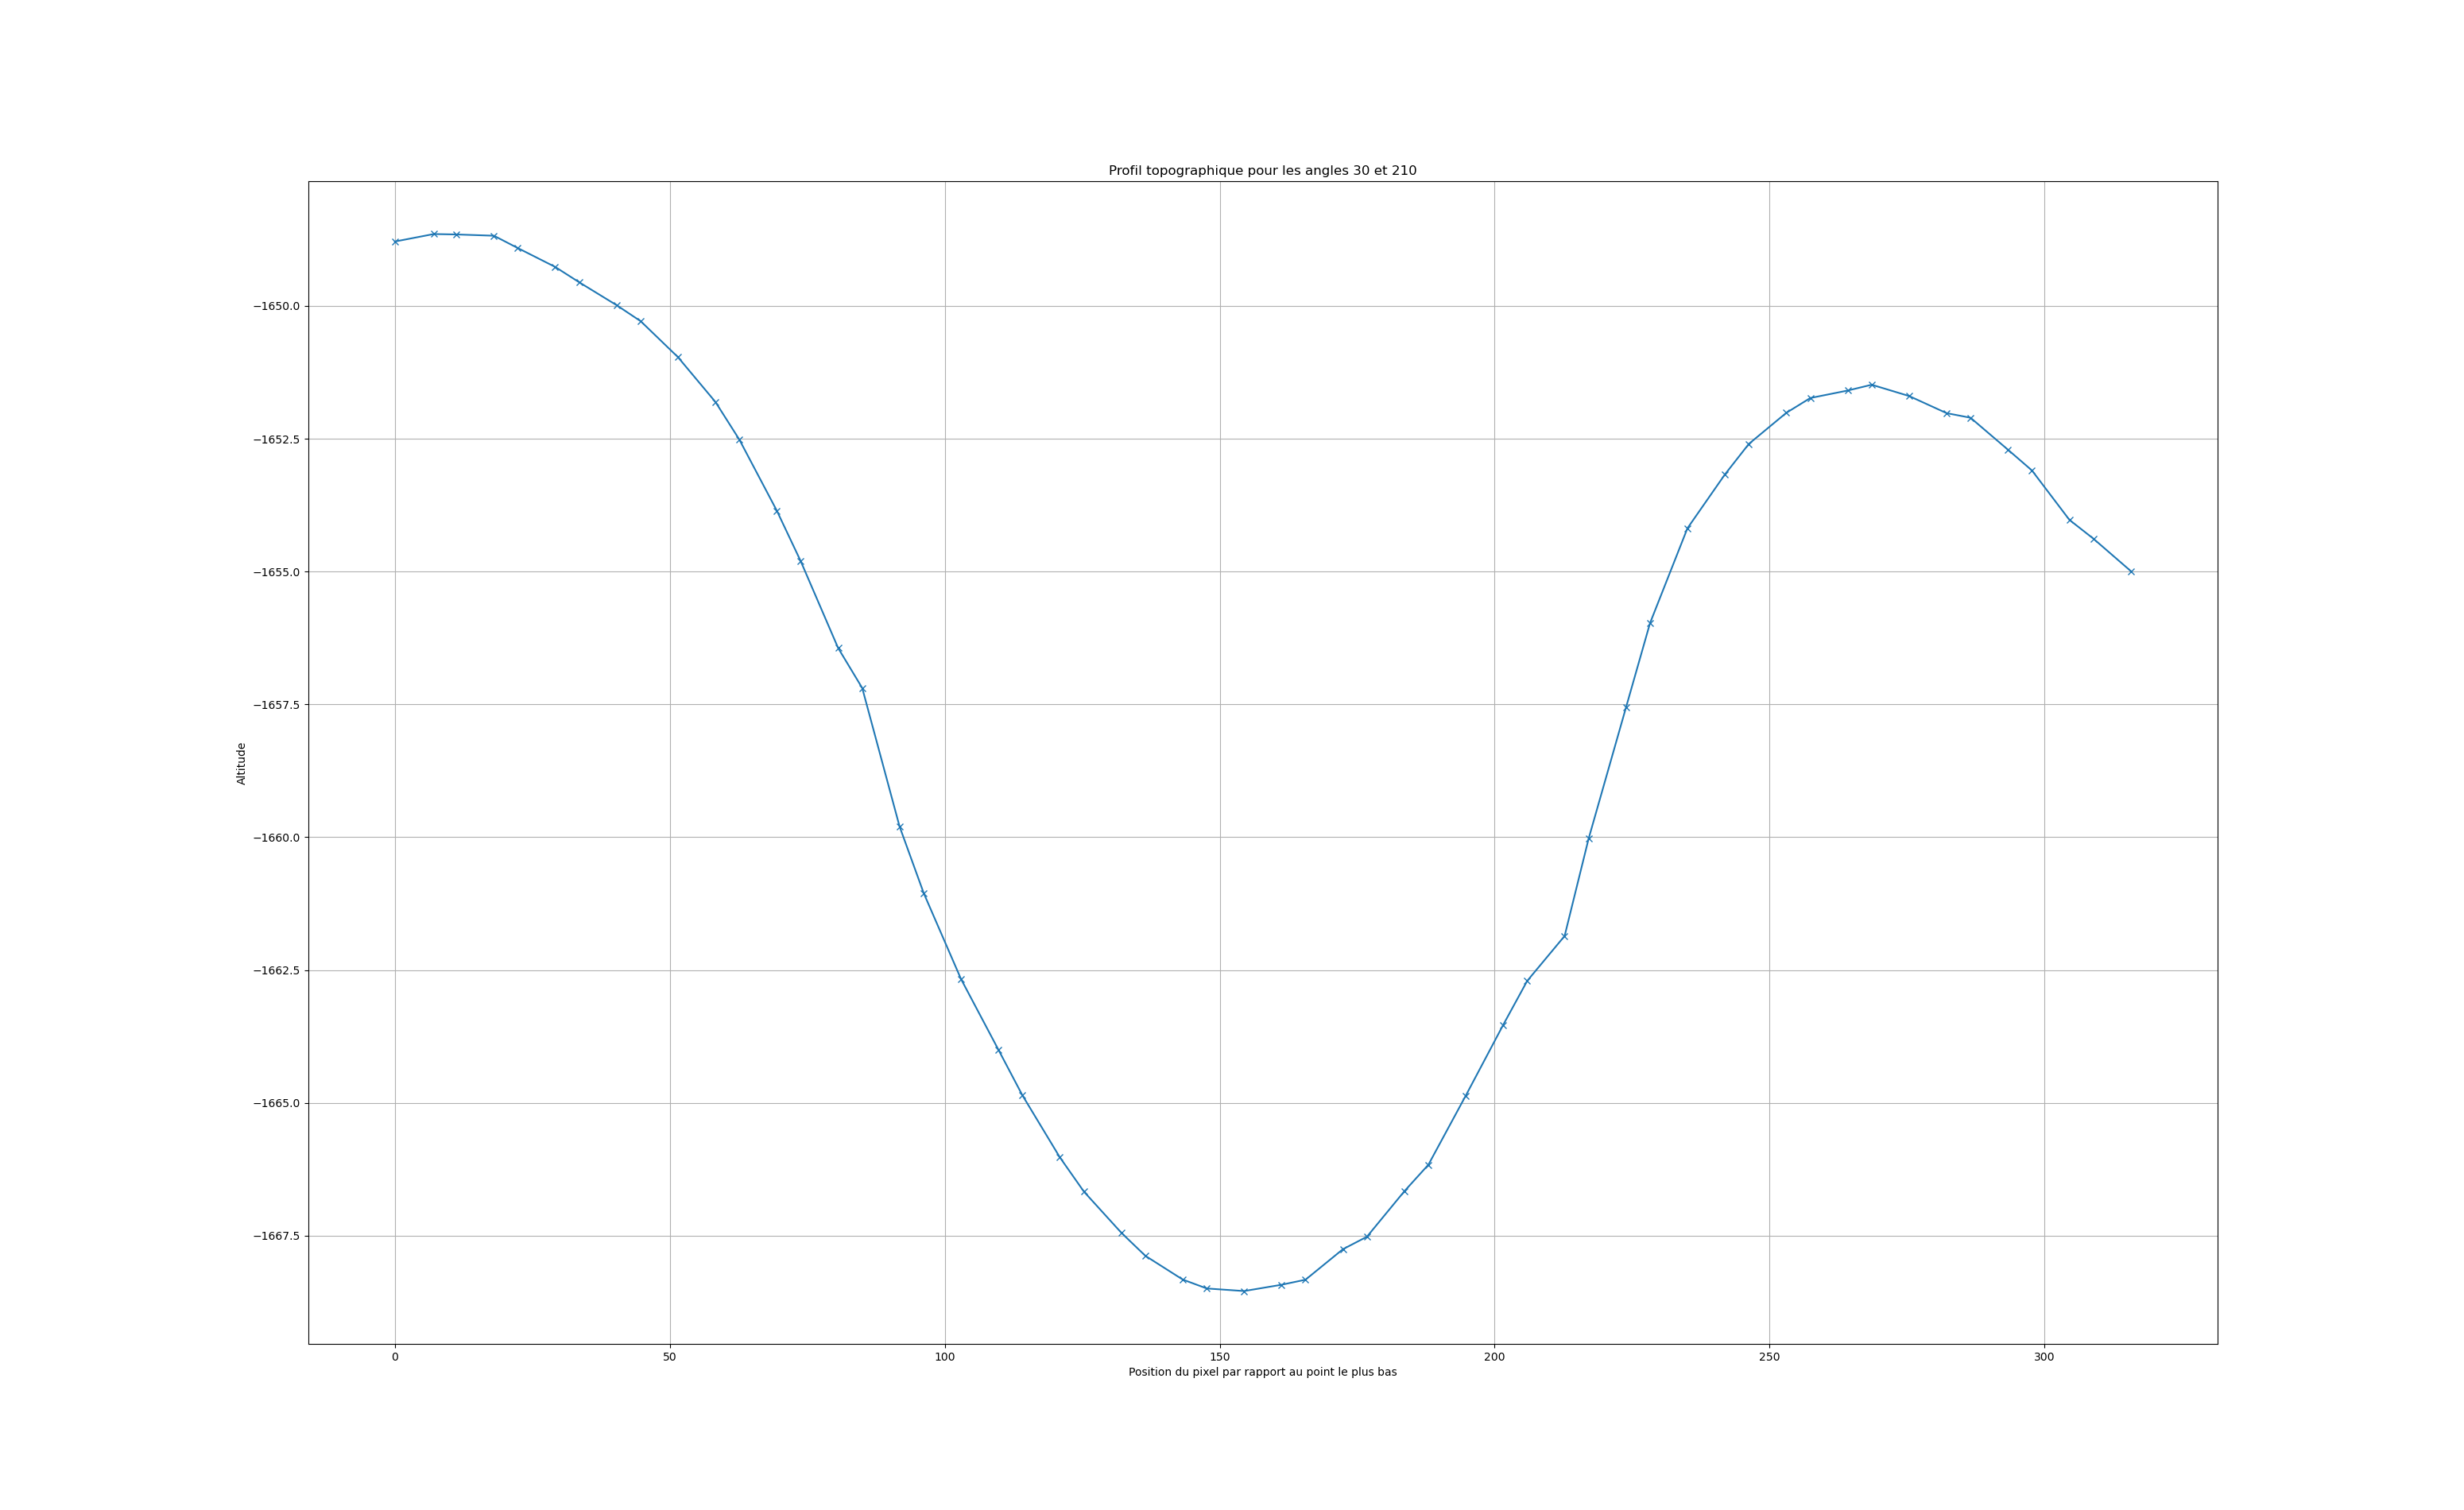 Profil topographique pour les angles 30 et 210
−1650.0
−1652.5
−1655.0
−1657.5
Altitude
−1660.0
−1662.5
−1665.0
−1667.5
0 50 100 150 200 250 300
Position du pixel par rapport au point le plus bas